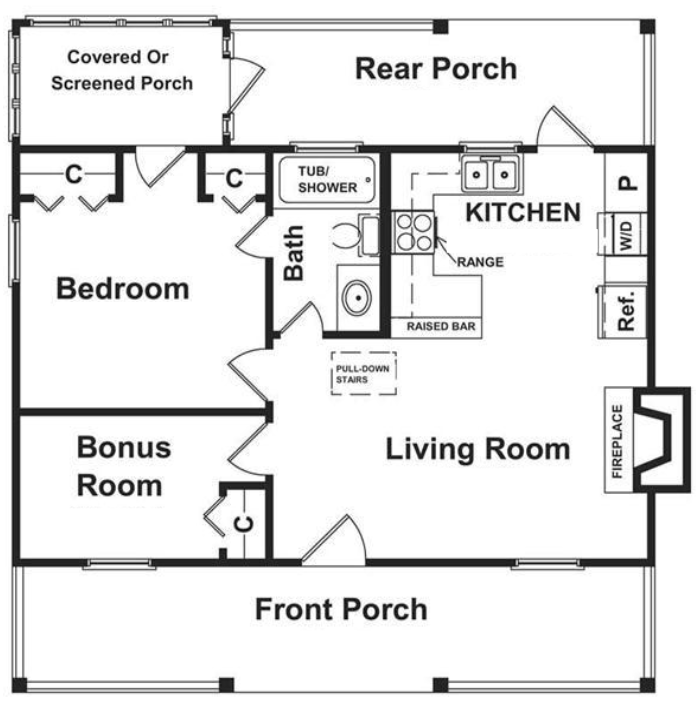 Covered Or
Screened Porch
Rear Porch
C
C
TUB/
SHOWER
P
KITCHEN
W/D
Bath
RANGE
Bedroom
Ref.
RAISED BAR
PULL-DOWN
STAIRS
Bonus
Room
Living Room
FIREPLACE
C
Front Porch